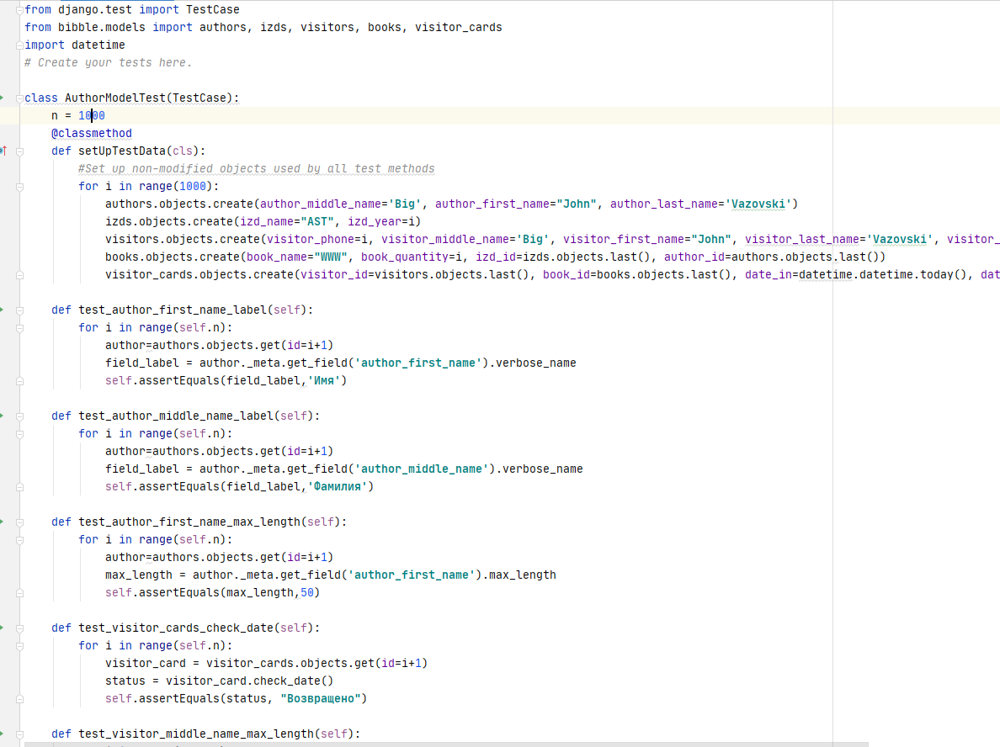 from django.test import TestCase
from bibble.models import authors, izds, visitors, books, visitor_cards
import datetime
# Create your tests here.
class AuthorModelTest(TestCase):
    n = 1000
    @classmethod
    def setUpTestData(cls):
        #Set up non-modified objects used by all test methods
        for i in range(1000):
            authors.objects.create(author_middle_name='Big', author_first_name="John", author_last_name='Vazovski')
            izds.objects.create(izd_name="AST", izd_year=i)
            visitors.objects.create(visitor_phone=i, visitor_middle_name='Big', visitor_first_name="John", visitor_last_name='Vazovski', visitor_
            books.objects.create(book_name="WWW", book_quantity=i, izd_id=izds.objects.last(), author_id=authors.objects.last())
            visitor_cards.objects.create(visitor_id=visitors.objects.last(), book_id=books.objects.last(), date_in=datetime.datetime.today(), dat
    def test_author_first_name_label(self):
        for i in range(self.n):
            author=authors.objects.get(id=i+1)
            field_label = author._meta.get_field('author_first_name').verbose_name
            self.assertEquals(field_label,'Имя')
    def test_author_middle_name_label(self):
        for i in range(self.n):
            author=authors.objects.get(id=i+1)
            field_label = author._meta.get_field('author_middle_name').verbose_name
            self.assertEquals(field_label,'Фамилия')
    def test_author_first_name_max_length(self):
        for i in range(self.n):
            author=authors.objects.get(id=i+1)
            max_length = author._meta.get_field('author_first_name').max_length
            self.assertEquals(max_length,50)
    def test_visitor_cards_check_date(self):
        for i in range(self.n):
            visitor_card = visitor_cards.objects.get(id=i+1)
            status = visitor_card.check_date()
            self.assertEquals(status, "Возвращено")
    def test_visitor_middle_name_max_length(self):